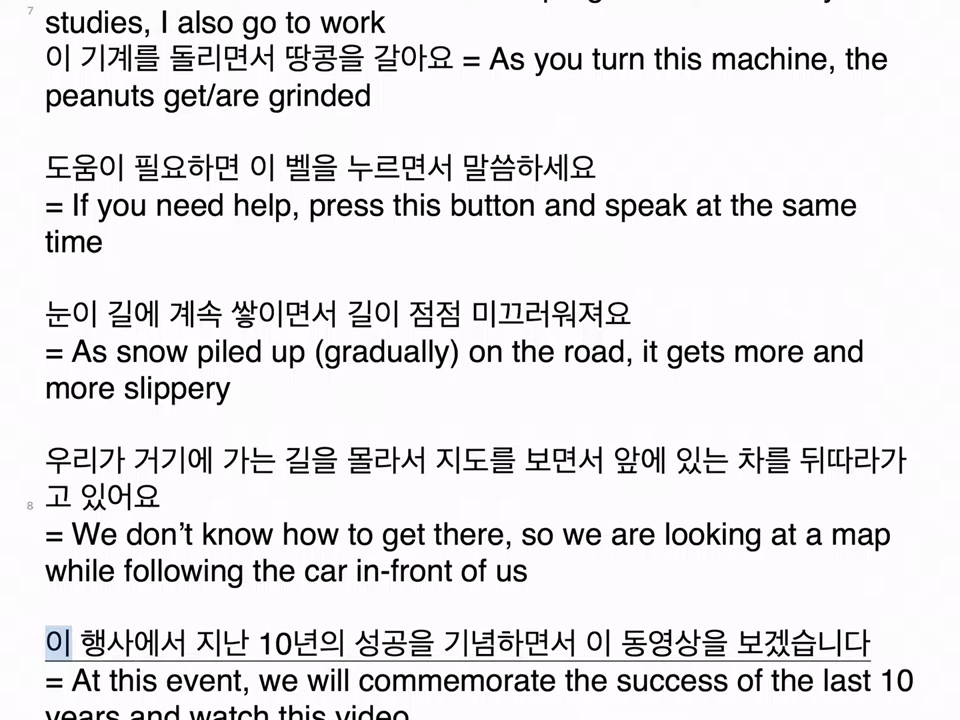 7
studies, I also go to work
이 기계를 돌리면서 땅콩을 갈아요 = As you turn this machine, the
peanuts get/are grinded
도움이 필요하면 이 벨을 누르면서 말씀하세요
= If you need help, press this button and speak at the same
time
눈이 길에 계속 쌓이면서 길이 점점 미끄러워져요
= As snow piled up (gradually) on the road, it gets more and
more slippery
우리가 거기에 가는 길을 몰라서 지도를 보면서 앞에 있는 차를 뒤따라가
8 고 있어요
= We don’t know how to get there, so we are looking at a map
while following the car in-front of us
이 행사에서 지난 10년의 성공을 기념하면서 이 동영상을 보겠습니다
= At this event, we will commemorate the success of the last 10
years and watch this video